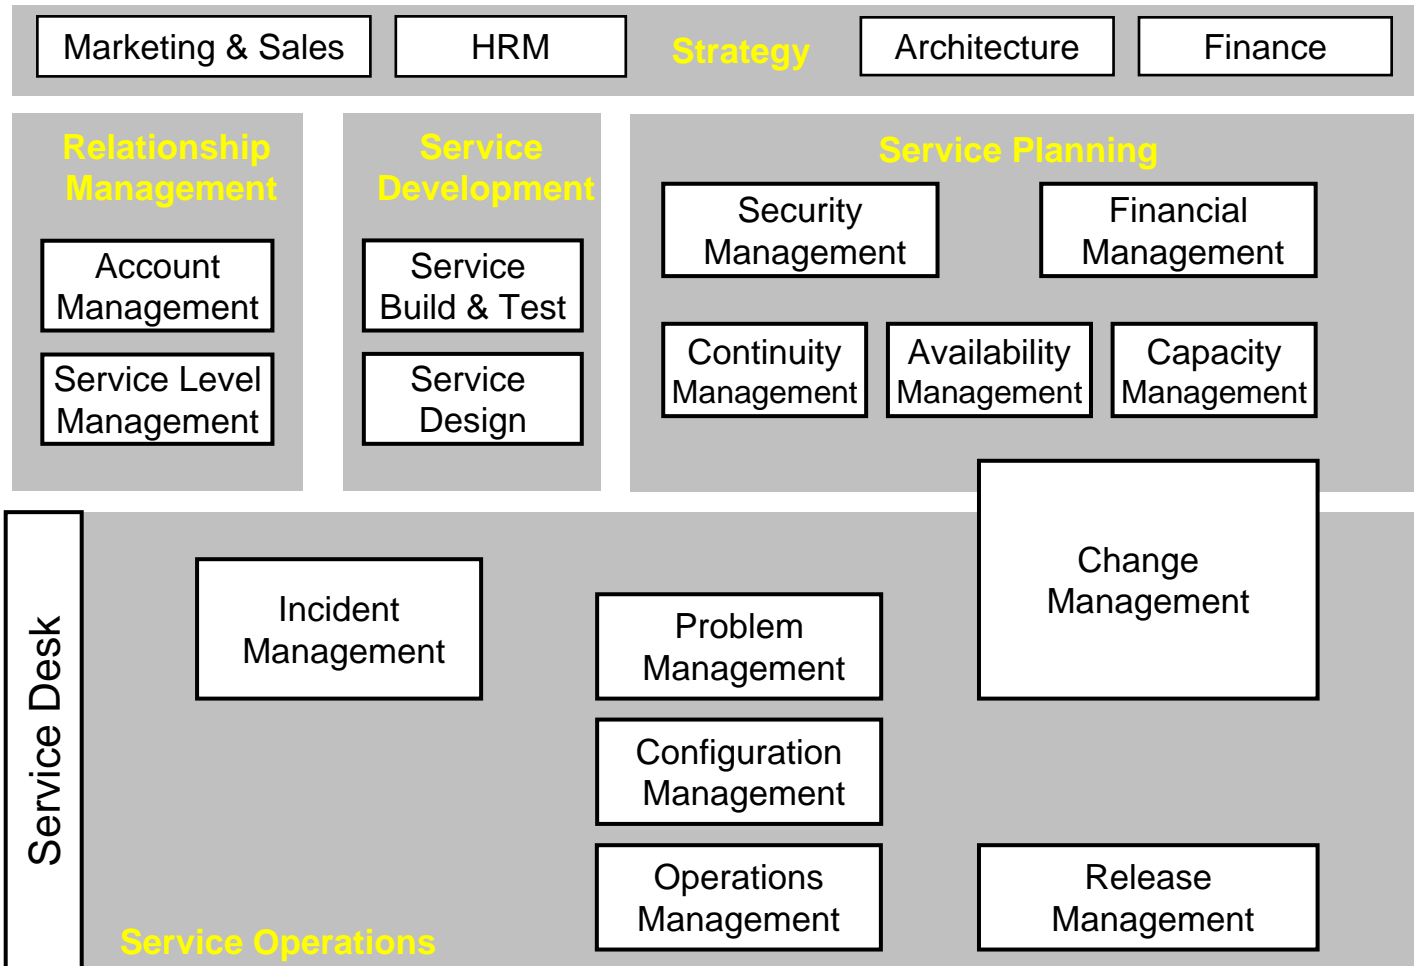 Marketing & Sales
HRM
Strategy
Architecture
Finance
Relationship
Management
Account
Management
Service Level
Management
Service
Development
Service
Build & Test
Service
Design
Service Planning
Security
Management
Financial
Management
Continuity
Management
Availability
Management
Capacity
Management
Change
Management
Service Desk
Incident
Management
Problem
Management
Configuration
Management
Operations
Management
Release
Management
Service Operations